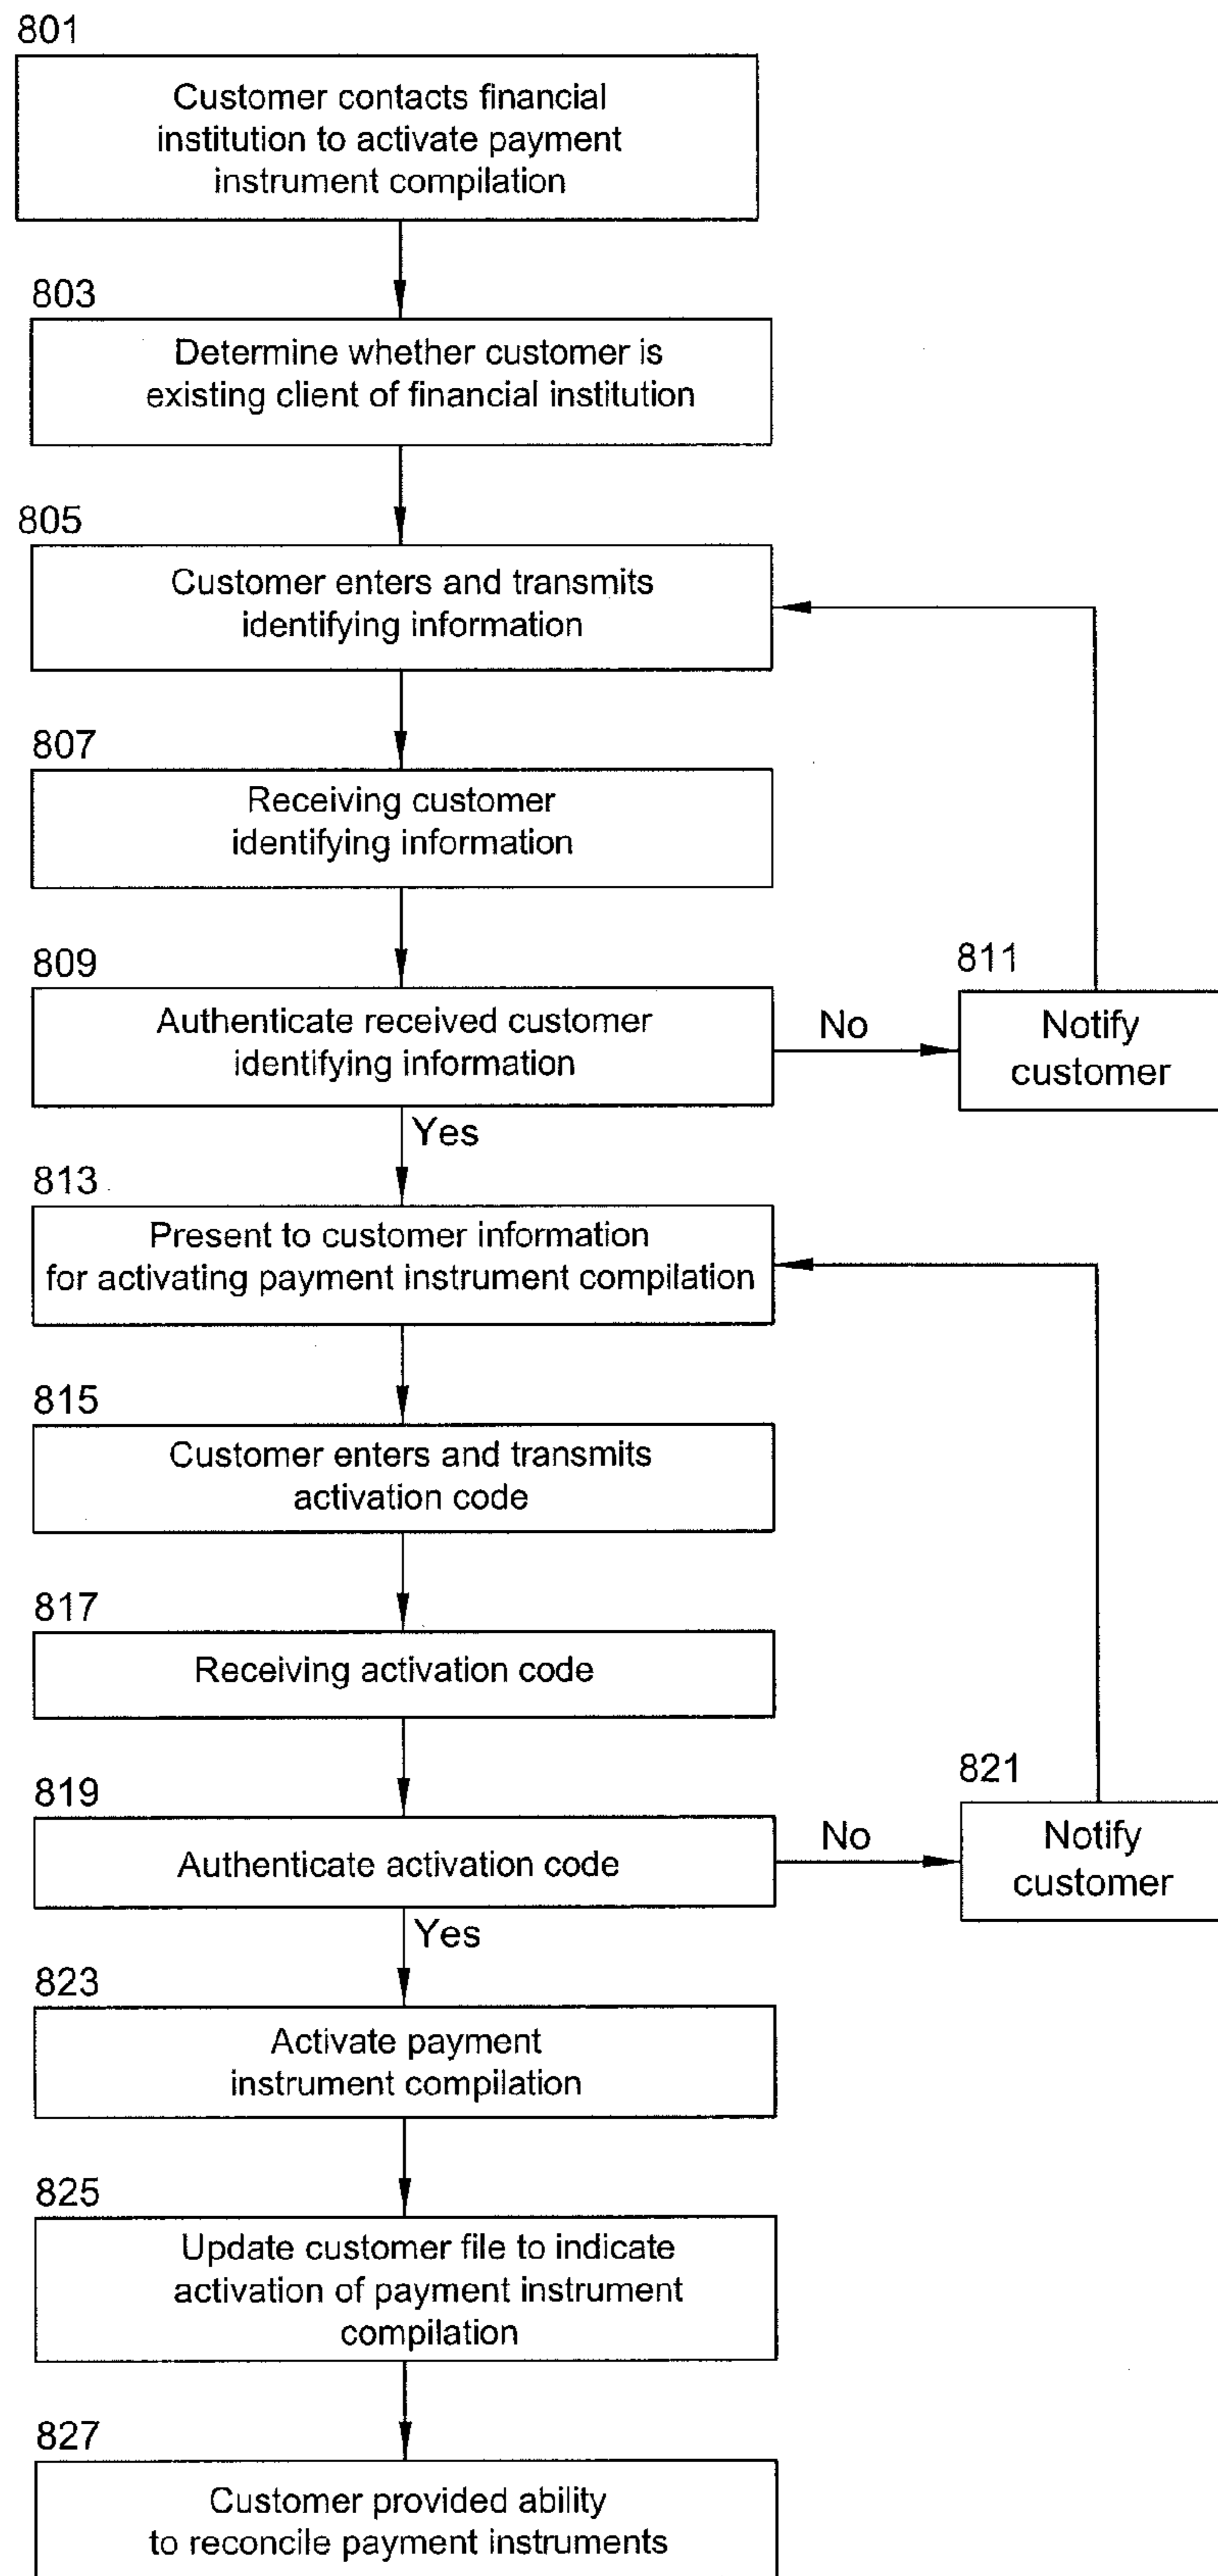 801
Customer contacts financial
institution to activate payment
instrument compilation
803
Determine whether customer is
existing client of financial institution
805
Customer enters and transmits
identifying information
807
Receiving customer
identifying information
809
Authenticate received customer
identifying information
No
811
Notify
customer
Yes
813
Present to customer information
for activating payment instrument compilation
815
Customer enters and transmits
activation code
817
Receiving activation code
819
Authenticate activation code
No
821
Notify
customer
Yes
823
Activate payment
instrument compilation
825
Update customer file to indicate
activation of payment instrument
compilation
827
Customer provided ability
to reconcile payment instruments